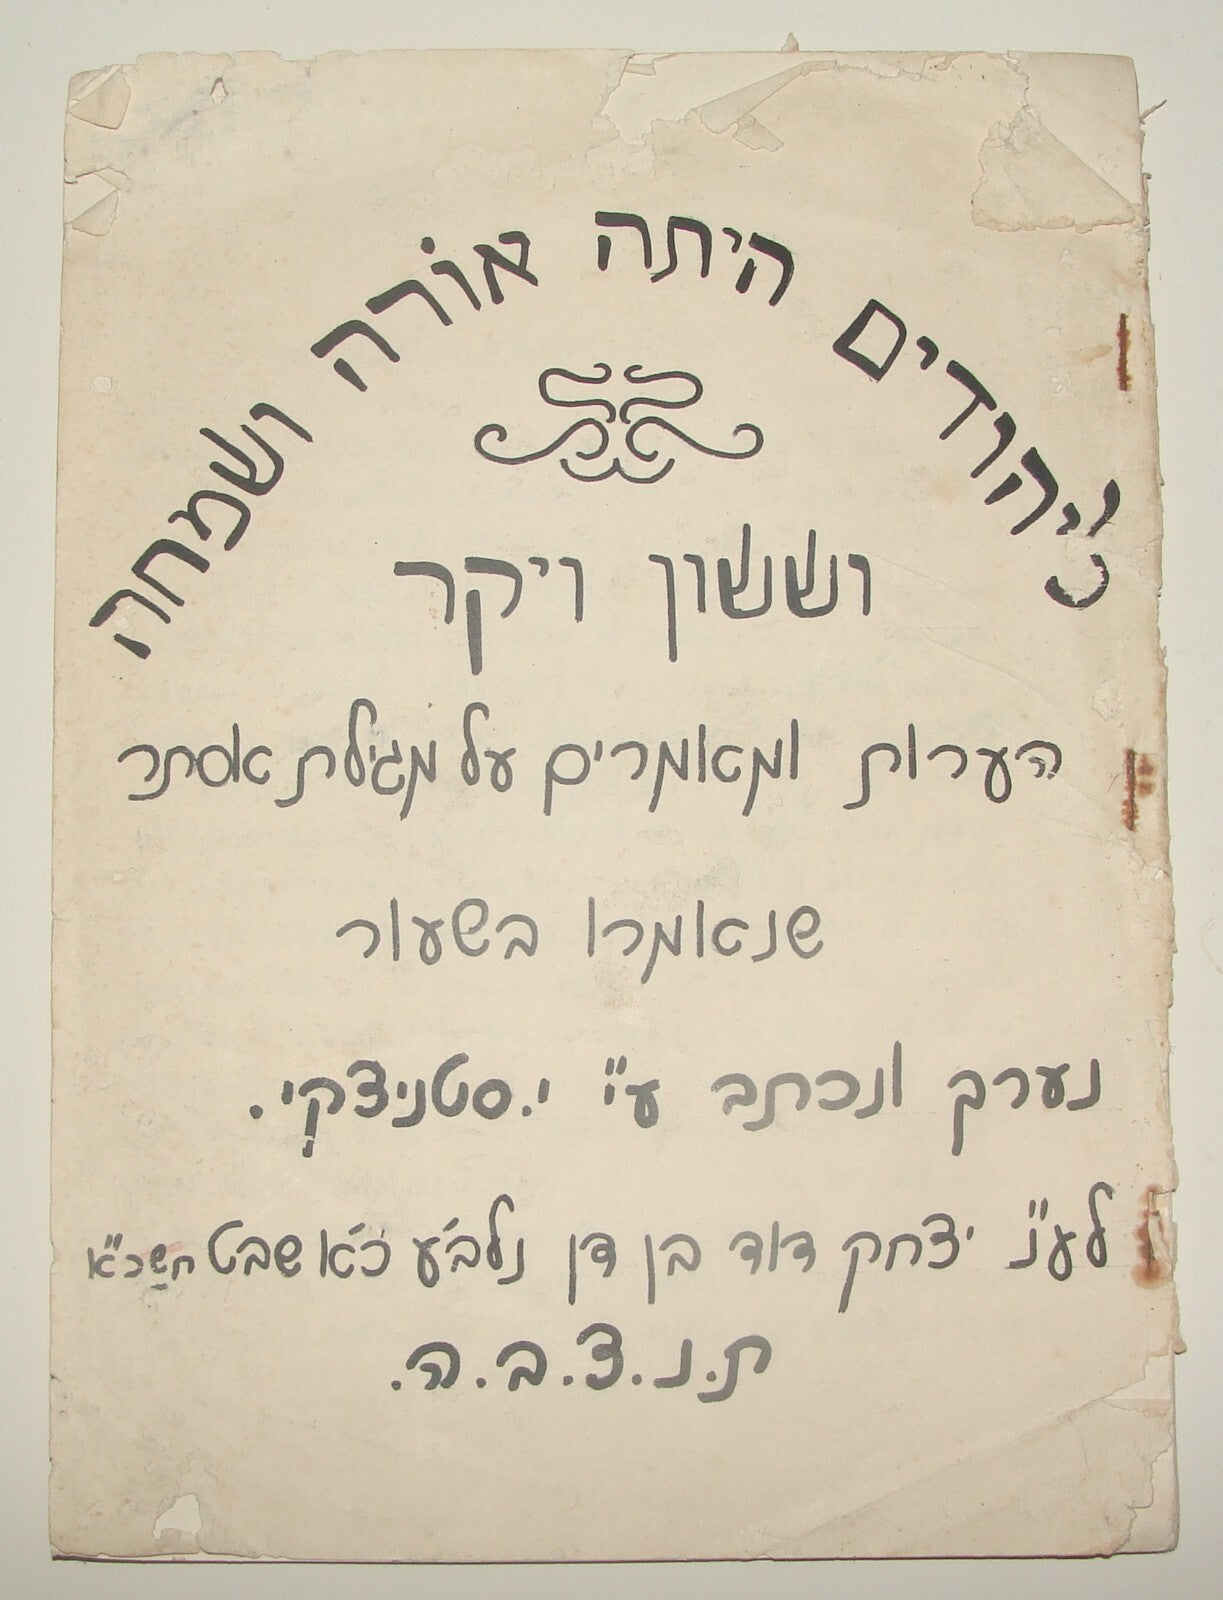 ליהודים היתה אורה ושמחה
וששון ויקר
הערות ומאמרים על מגילת אסתר
שנאמרו בשעור
נערך ונכתב ע"י י.סטניצקי.
לע"נ יצחק דוד בן דן נלב'ע כ'א שבט תשכ"א
ת.נ.צ.ב.ה.